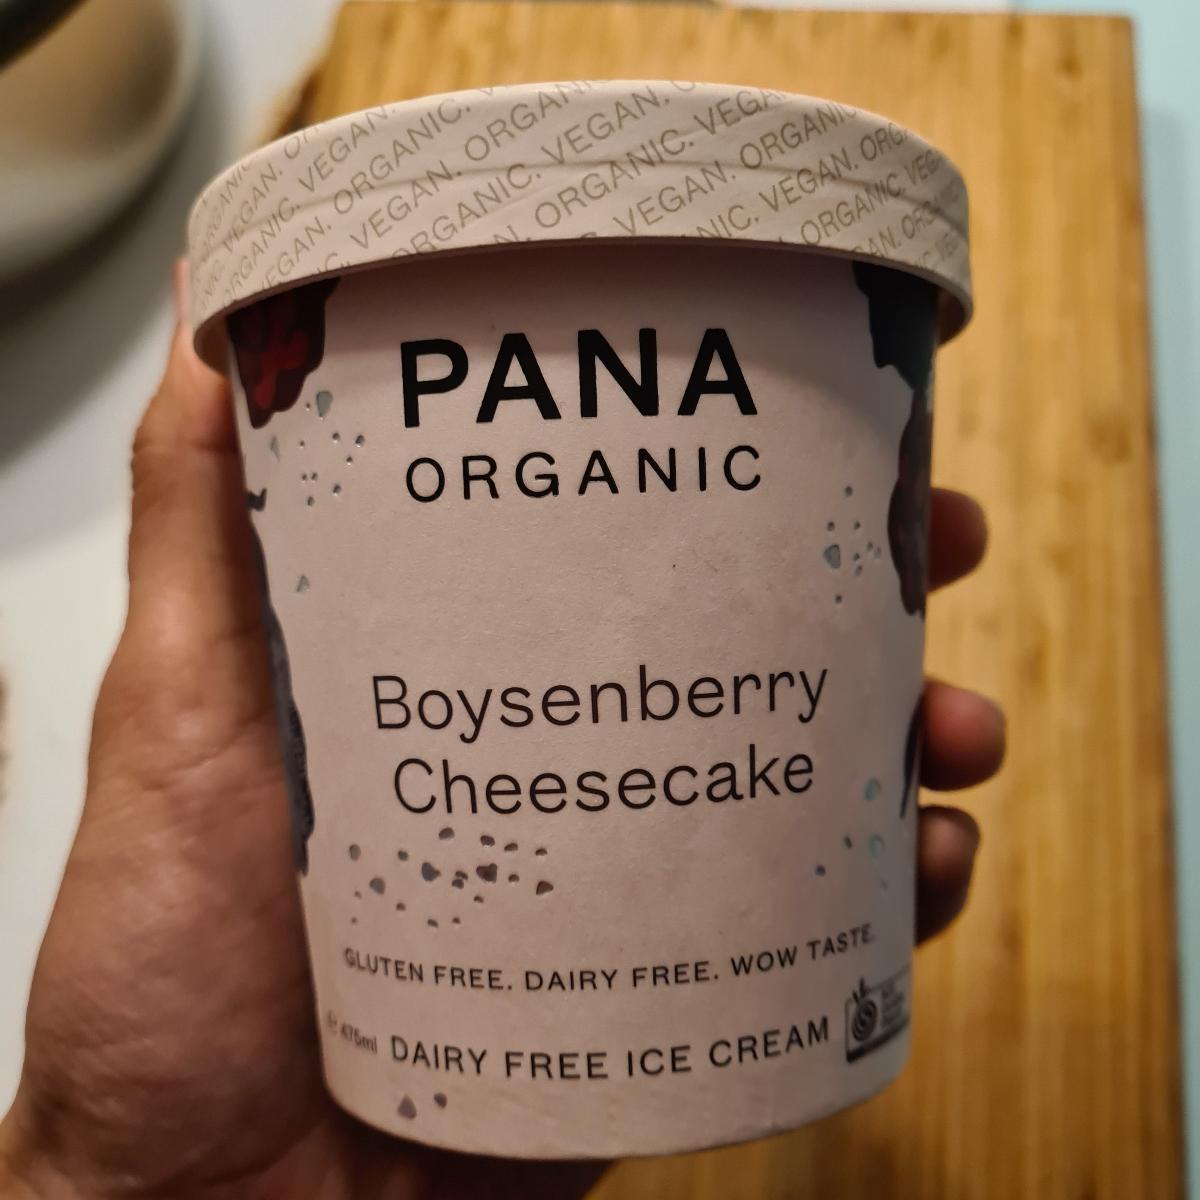 VEGAN. ORGANIC. VEGAN. ORGANIC.
ORGANIC. VEGAN. ORGANIC. VEGAN.
PANA
ORGANIC
Boysenberry
Cheesecake
GLUTEN FREE. DAIRY FREE. WOW TASTE.
℮ 475ml DAIRY FREE ICE CREAM